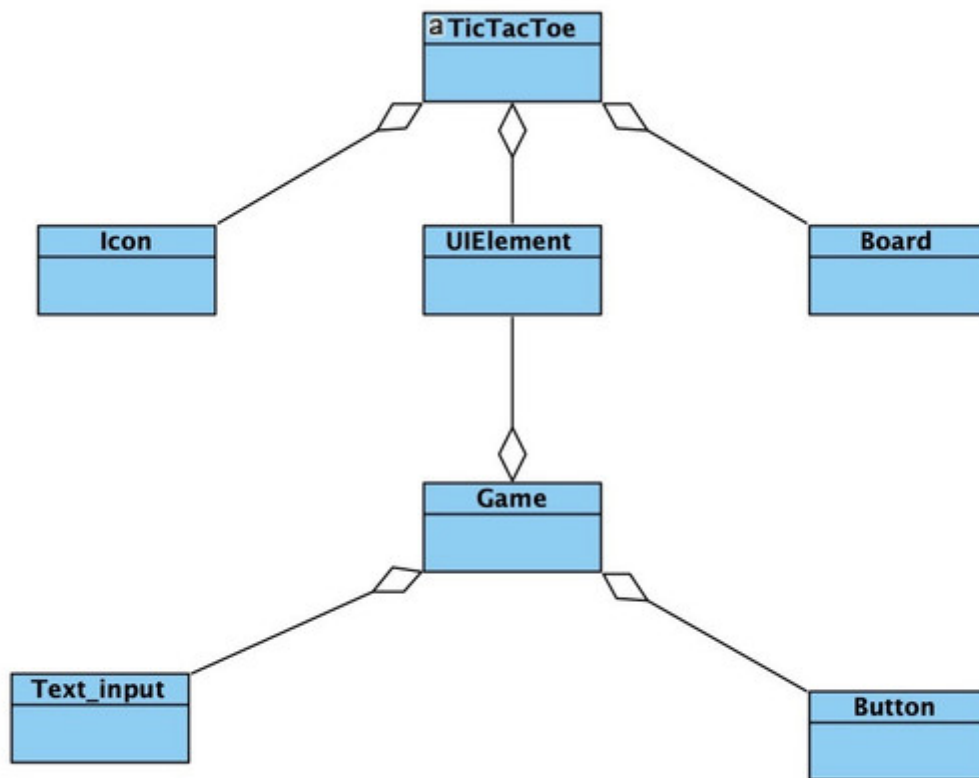 a TicTacToe
Icon
UIElement
Board
Game
Text_input
Button